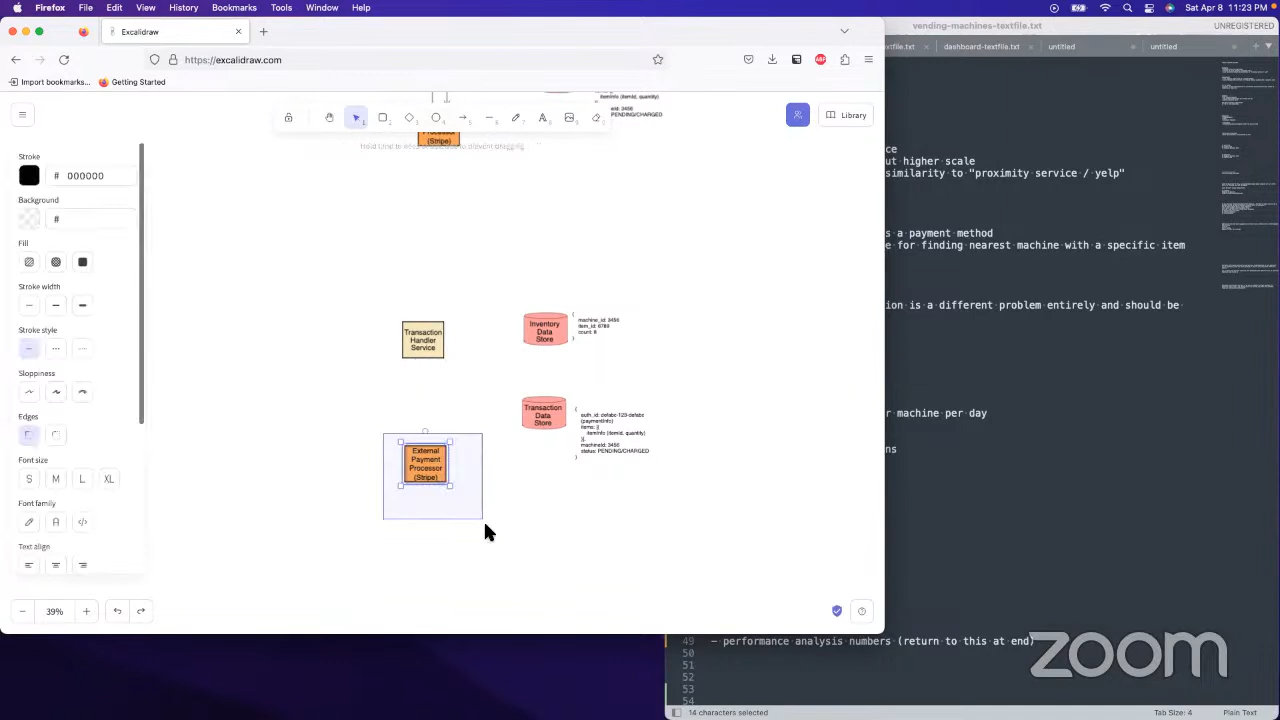 Firefox File Edit View History Bookmarks Tools Window Help
Sat Apr 8 11:23 PM
Excalidraw
https://excalidraw.com
Import bookmarks...
Getting Started
vending-machines-textfile.txt
UNREGISTERED
extfile.txt
dashboard-textfile.txt
untitled
untitled
itemInfo (itemId, quantity)
machineId: 3456
PENDING/CHARGED
Processor
(Stripe)
Library
Stroke
# 000000
Background
#
Fill
Stroke width
Stroke style
Sloppiness
Edges
Font size
S M L XL
Font family
Text align
39%
Transaction
Handler
Service
Inventory
Data
Store
{
machine_id: 3456
item_id: 6789
count: 8
}
Transaction
Data
Store
{
(paymentInfo)
items: [{
itemInfo (itemId, quantity)
}],
machineId: 3456
status: PENDING/CHARGED
}
External
Payment
Processor
(Stripe)
ce
ut higher scale
similarity to "proximity service / yelp"
s a payment method
e for finding nearest machine with a specific item
ion is a different problem entirely and should be
r machine per day
ns
49 - performance analysis numbers (return to this at end)
50
51
52
53
54
14 characters selected
Tab Size: 4
Plain Text
zoom